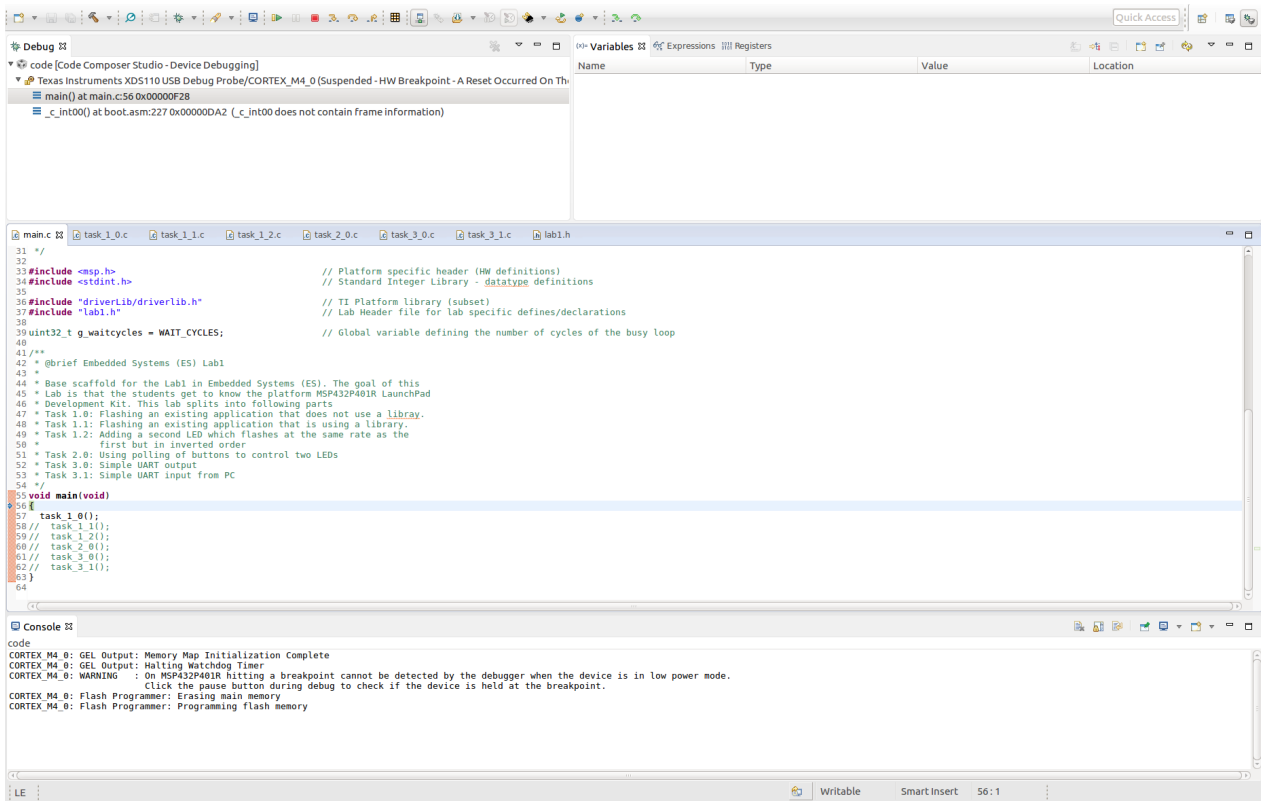 Quick Access
Debug
Variables Expressions Registers
code [Code Composer Studio - Device Debugging]
Texas Instruments XDS110 USB Debug Probe/CORTEX_M4_0 (Suspended - HW Breakpoint - A Reset Occurred On Th
main() at main.c:56 0x00000F28
_c_int00() at boot.asm:227 0x00000DA2 (_c_int00 does not contain frame information)
Name Type Value Location
main.c task_1_0.c task_1_1.c task_1_2.c task_2_0.c task_3_0.c task_3_1.c lab1.h
31 */
32
33 #include <msp.h> // Platform specific header (HW definitions)
34 #include <stdint.h> // Standard Integer Library - datatype definitions
35
36 #include "driverLib/driverlib.h" // TI Platform library (subset)
37 #include "lab1.h" // Lab Header file for lab specific defines/declarations
38
39 uint32_t g_waitcycles = WAIT_CYCLES; // Global variable defining the number of cycles of the busy loop
40
41 /**
42 * @brief Embedded Systems (ES) Lab1
43 *
44 * Base scaffold for the Lab1 in Embedded Systems (ES). The goal of this
45 * Lab is that the students get to know the platform MSP432P401R LaunchPad
46 * Development Kit. This lab splits into following parts
47 * Task 1.0: Flashing an existing application that does not use a libray.
48 * Task 1.1: Flashing an existing application that is using a library.
49 * Task 1.2: Adding a second LED which flashes at the same rate as the
50 * first but in inverted order
51 * Task 2.0: Using polling of buttons to control two LEDs
52 * Task 3.0: Simple UART output
53 * Task 3.1: Simple UART input from PC
54 */
55 void main(void)
56 {
57 task_1_0();
58 // task_1_1();
59 // task_1_2();
60 // task_2_0();
61 // task_3_0();
62 // task_3_1();
63 }
64
Console
code
CORTEX_M4_0: GEL Output: Memory Map Initialization Complete
CORTEX_M4_0: GEL Output: Halting Watchdog Timer
CORTEX_M4_0: WARNING : On MSP432P401R hitting a breakpoint cannot be detected by the debugger when the device is in low power mode.
Click the pause button during debug to check if the device is held at the breakpoint.
CORTEX_M4_0: Flash Programmer: Erasing main memory
CORTEX_M4_0: Flash Programmer: Programming flash memory
LE Writable Smart Insert 56 : 1